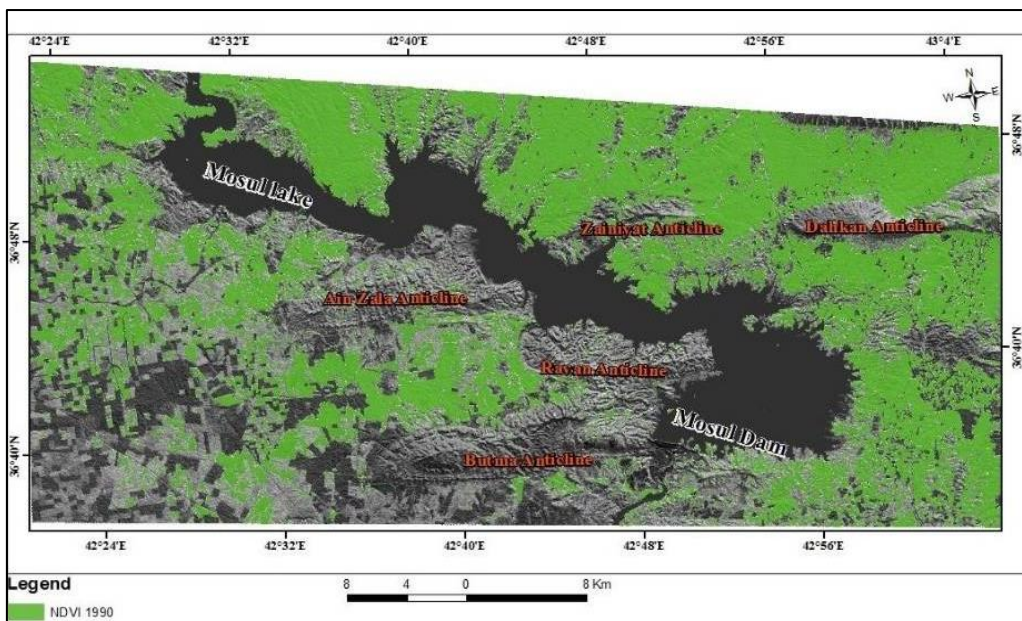 42°24'E 42°32'E 42°40'E 42°48'E 42°56'E 43°4'E
N
W E
S
36°48'N
Mosul lake
Zainiyat Anticline
Dahkan Anticline
36°48'N
Ain Zala Anticline
36°40'N
Ravan Anticline
Mosul Dam
36°40'N
Butma Anticline
42°24'E 42°32'E 42°40'E 42°48'E 42°56'E
Legend
8 4 0 8 Km
NDVI 1990